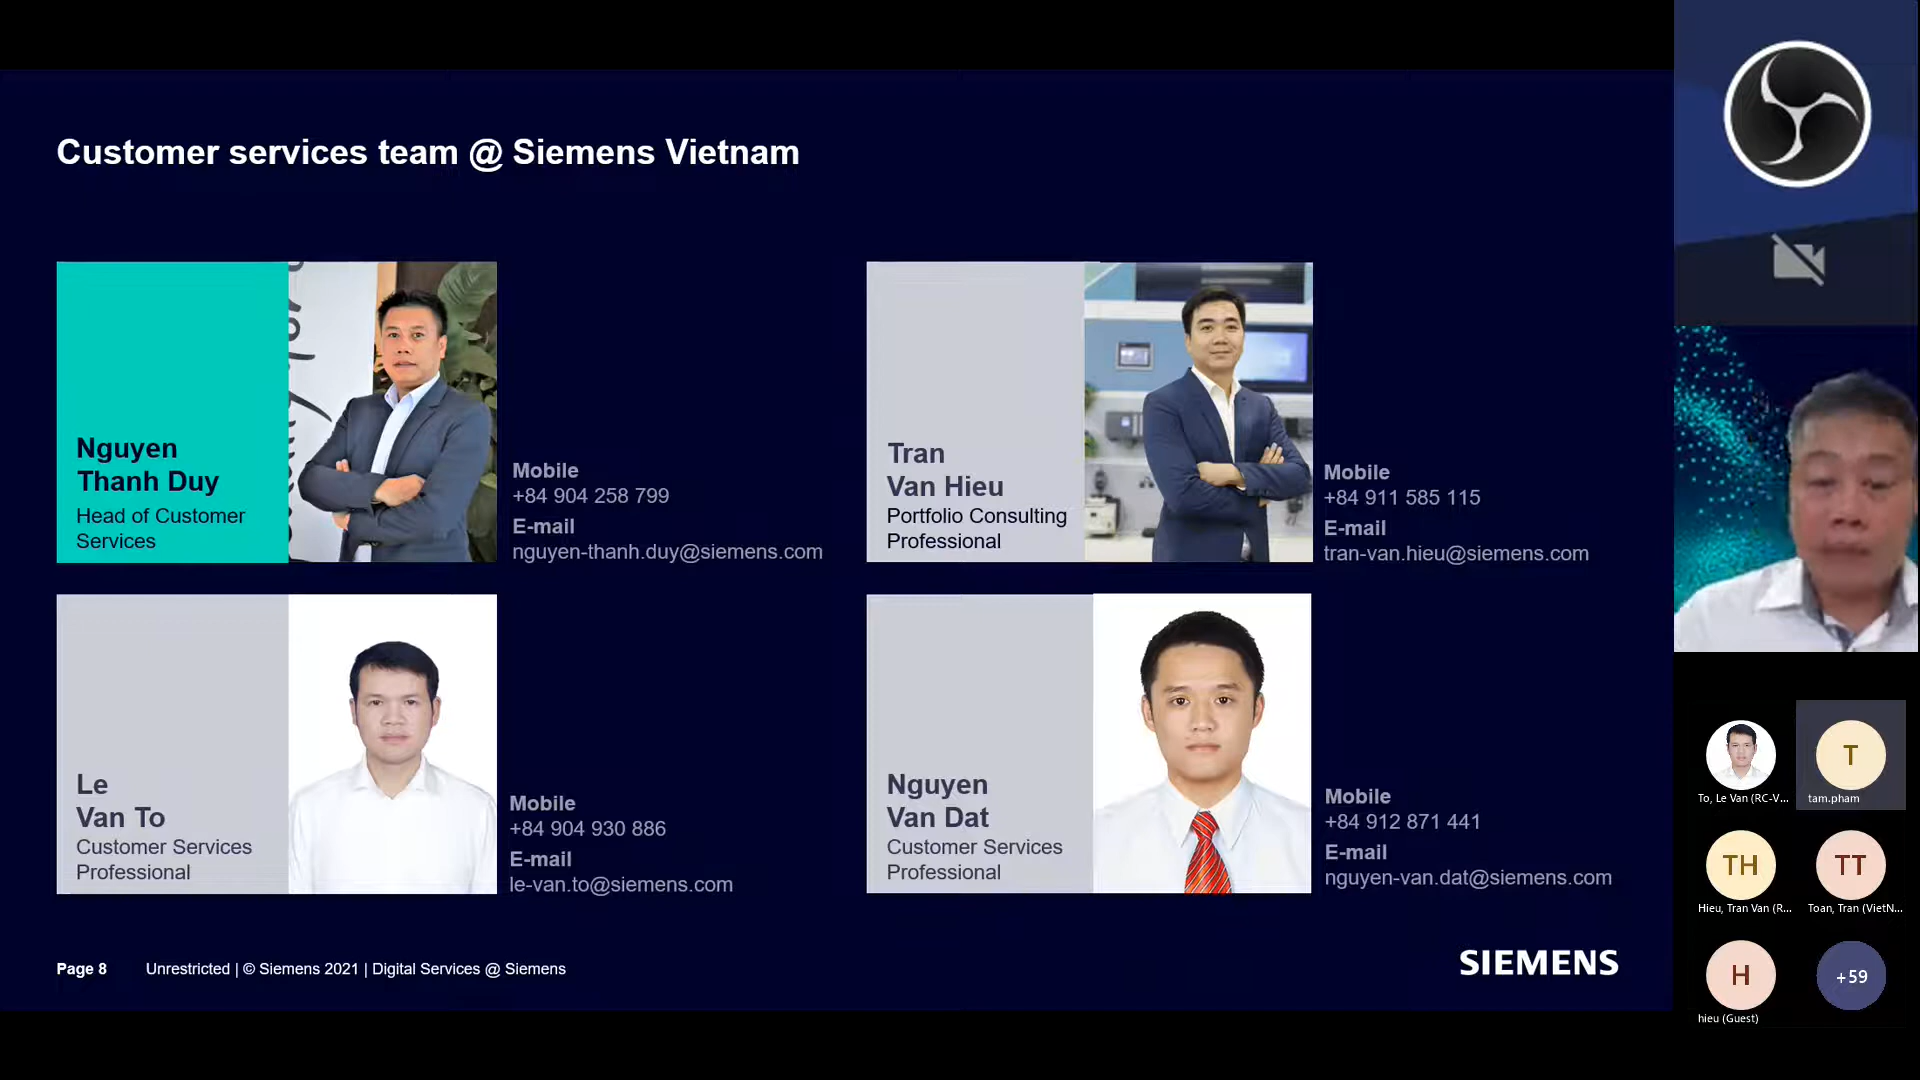 Customer services team @ Siemens Vietnam
Nguyen
Thanh Duy
Head of Customer
Services
Mobile
+84 904 258 799
E-mail
nguyen-thanh.duy@siemens.com
Tran
Van Hieu
Portfolio Consulting
Professional
Mobile
+84 911 585 115
E-mail
tran-van.hieu@siemens.com
Le
Van To
Customer Services
Professional
Mobile
+84 904 930 886
E-mail
le-van.to@siemens.com
Nguyen
Van Dat
Customer Services
Professional
Mobile
+84 912 871 441
E-mail
nguyen-van.dat@siemens.com
Page 8
Unrestricted | © Siemens 2021 | Digital Services @ Siemens
SIEMENS
To, Le Van (RC-V...
T
tam.pham
TH
Hieu, Tran Van (R...
TT
Toan, Tran (VietN...
H
hieu (Guest)
+59